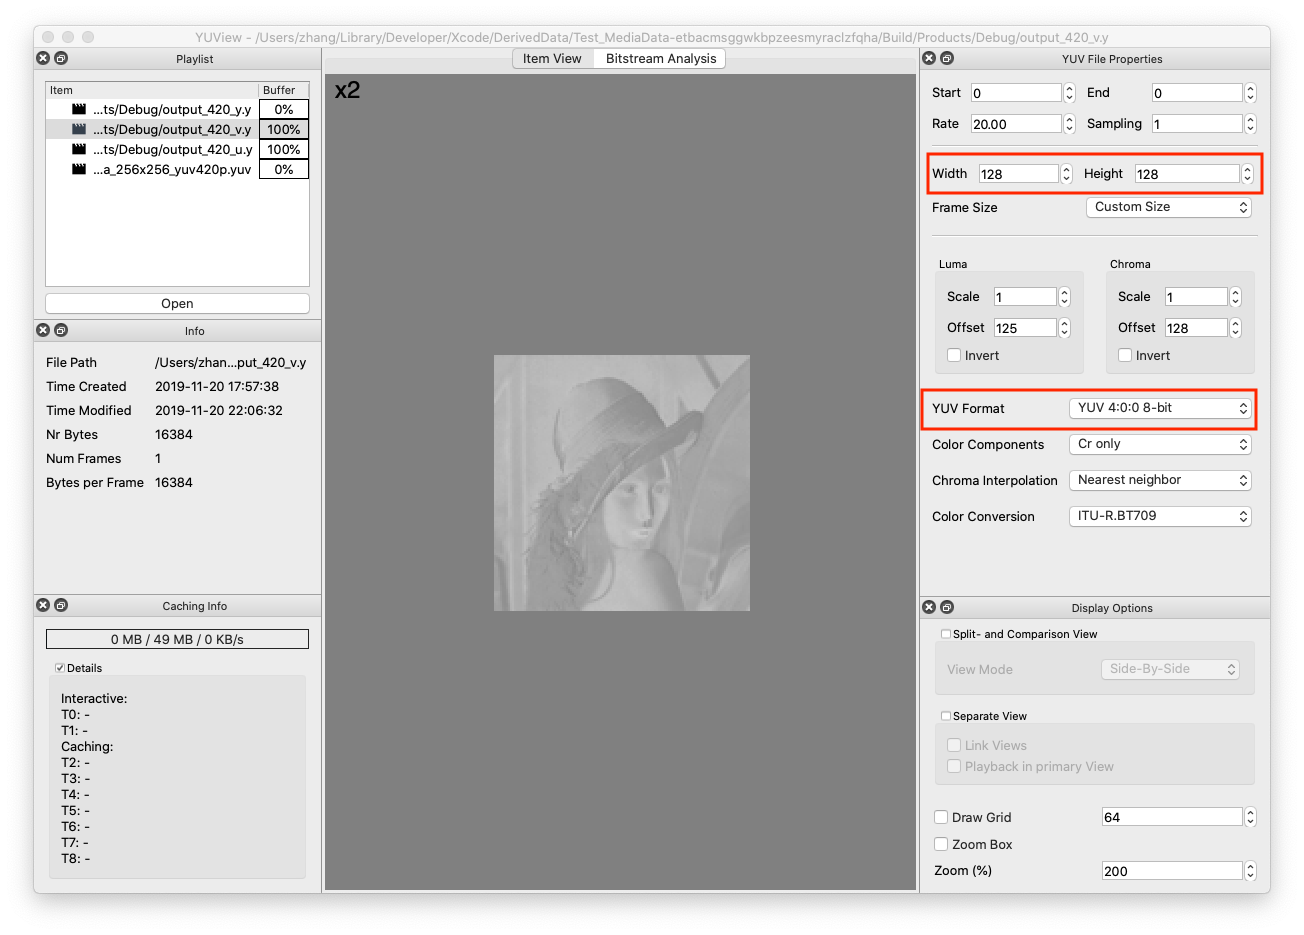 YUView - /Users/zhang/Library/Developer/Xcode/DerivedData/Test_MediaData-etbacmsggwkbpzeesmyraclzfqha/Build/Products/Debug/output_420_v.y
Playlist
Item Buffer
...ts/Debug/output_420_y.y 0%
...ts/Debug/output_420_v.y 100%
...ts/Debug/output_420_u.y 100%
...a_256x256_yuv420p.yuv 0%
Open
Info
File Path /Users/zhan...put_420_v.y
Time Created 2019-11-20 17:57:38
Time Modified 2019-11-20 22:06:32
Nr Bytes 16384
Num Frames 1
Bytes per Frame 16384
Caching Info
0 MB / 49 MB / 0 KB/s
Details
Interactive:
T0: -
T1: -
Caching:
T2: -
T3: -
T4: -
T5: -
T6: -
T7: -
T8: -
Item View Bitstream Analysis
x2
YUV File Properties
Start 0 End 0
Rate 20.00 Sampling 1
Width 128 Height 128
Frame Size Custom Size
Luma Chroma
Scale 1 Scale 1
Offset 125 Offset 128
Invert Invert
YUV Format YUV 4:0:0 8-bit
Color Components Cr only
Chroma Interpolation Nearest neighbor
Color Conversion ITU-R.BT709
Display Options
Split- and Comparison View
View Mode Side-By-Side
Separate View
Link Views
Playback in primary View
Draw Grid 64
Zoom Box
Zoom (%) 200